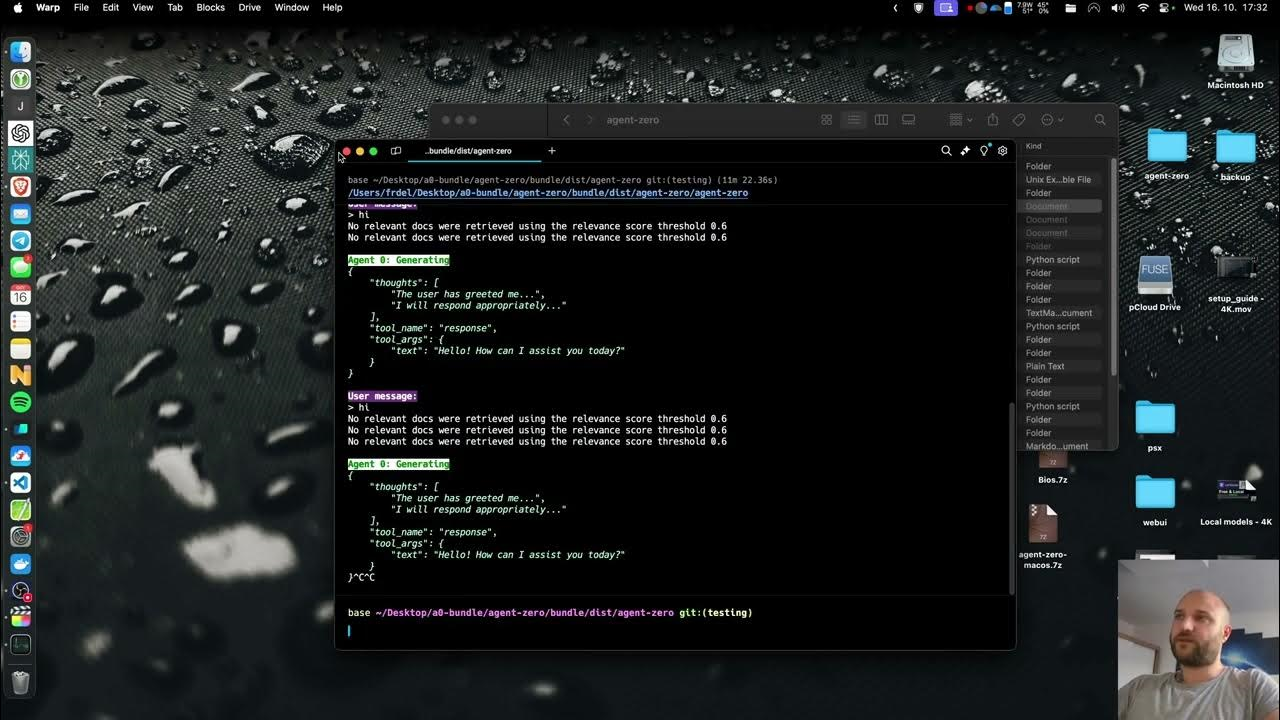 Warp File Edit View Tab Blocks Drive Window Help
7.9W 45°
51° 0%
Wed 16. 10. 17:32
Macintosh HD
agent-zero
backup
FUSE
pCloud Drive
setup_guide -
4K.mov
psx
Bios.7z
webui
Local models - 4K
7Z
agent-zero-
macos.7z
J
16
agent-zero
Kind
Folder
Unix Ex...ble File
Folder
Document
Document
Document
Folder
Python script
Folder
Folder
Folder
TextMa...cument
Python script
Folder
Folder
Plain Text
Folder
Folder
Python script
Folder
Folder
Markdo...ument
..bundle/dist/agent-zero
base ~/Desktop/a0-bundle/agent-zero/bundle/dist/agent-zero git:(testing) (11m 22.36s)
/Users/frdel/Desktop/a0-bundle/agent-zero/bundle/dist/agent-zero/agent-zero
User message:
> hi
No relevant docs were retrieved using the relevance score threshold 0.6
No relevant docs were retrieved using the relevance score threshold 0.6
Agent 0: Generating
{
"thoughts": [
"The user has greeted me...",
"I will respond appropriately..."
],
"tool_name": "response",
"tool_args": {
"text": "Hello! How can I assist you today?"
}
}
User message:
> hi
No relevant docs were retrieved using the relevance score threshold 0.6
No relevant docs were retrieved using the relevance score threshold 0.6
No relevant docs were retrieved using the relevance score threshold 0.6
Agent 0: Generating
{
"thoughts": [
"The user has greeted me...",
"I will respond appropriately..."
],
"tool_name": "response",
"tool_args": {
"text": "Hello! How can I assist you today?"
}
}^C^C
base ~/Desktop/a0-bundle/agent-zero/bundle/dist/agent-zero git:(testing)